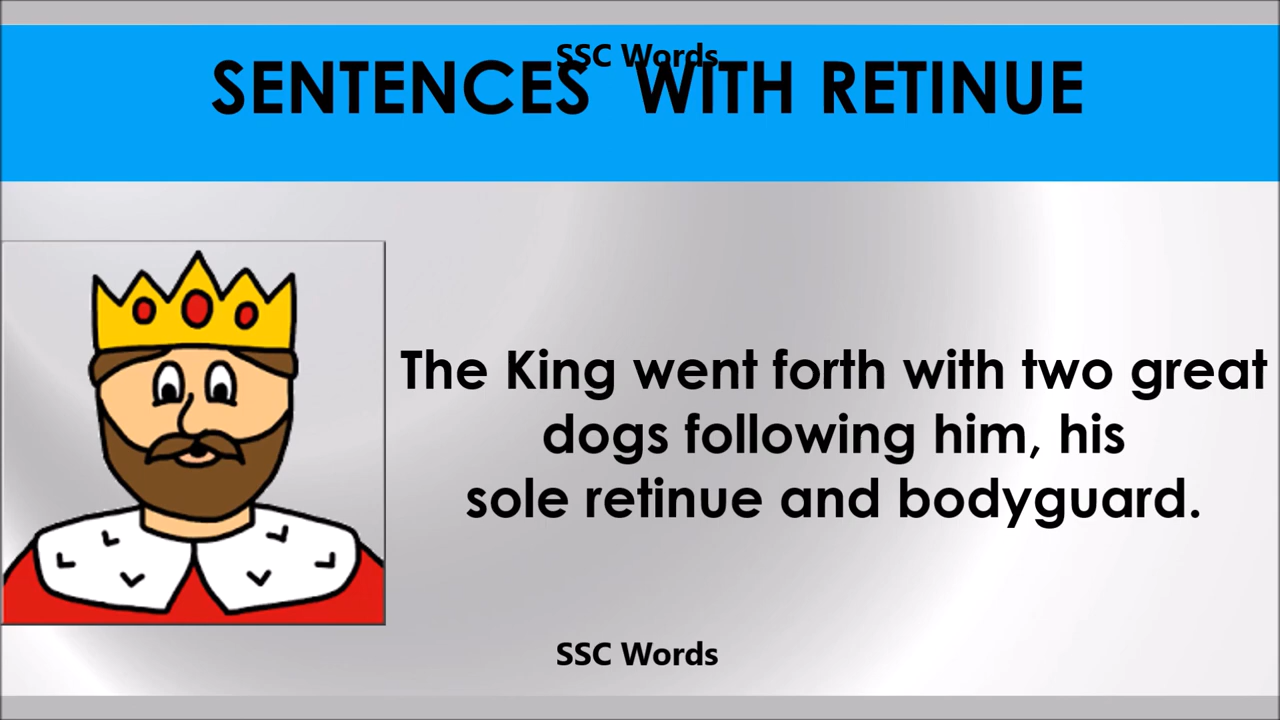 SSC Words
SENTENCES WITH RETINUE
The King went forth with two great
dogs following him, his
sole retinue and bodyguard.
SSC Words